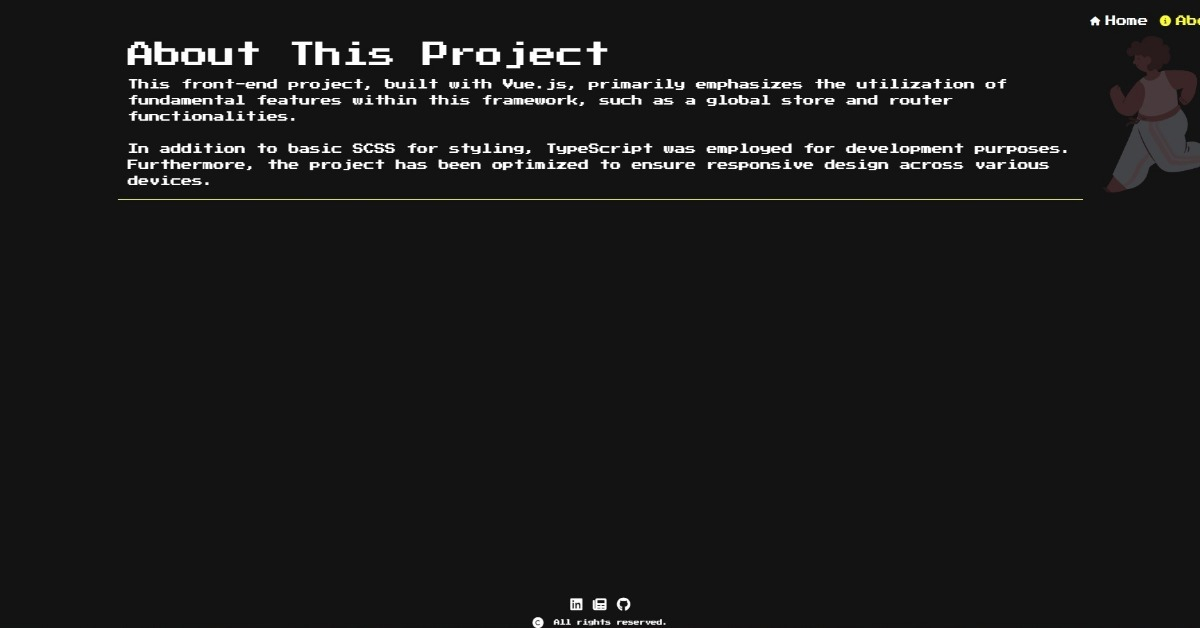 Home Abo
About This Project
This front-end project, built with Vue.js, primarily emphasizes the utilization of
fundamental features within this framework, such as a global store and router
functionalities.
In addition to basic SCSS for styling, TypeScript was employed for development purposes.
Furthermore, the project has been optimized to ensure responsive design across various
devices.
All rights reserved.